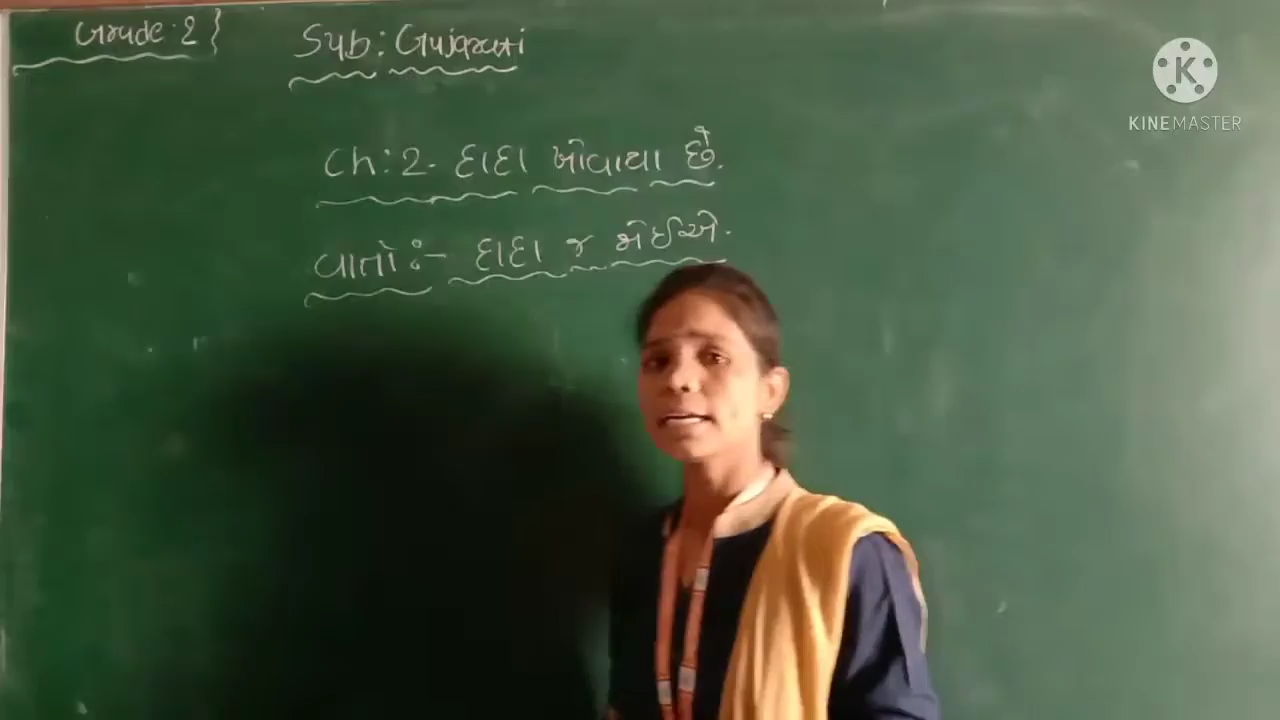 Grade-2}
Sub: Gujarati
Ch: 2- દાદા ખોવાયા છે.
વાર્તા :- દાદા જ જોઈએ.
K
KINEMASTER